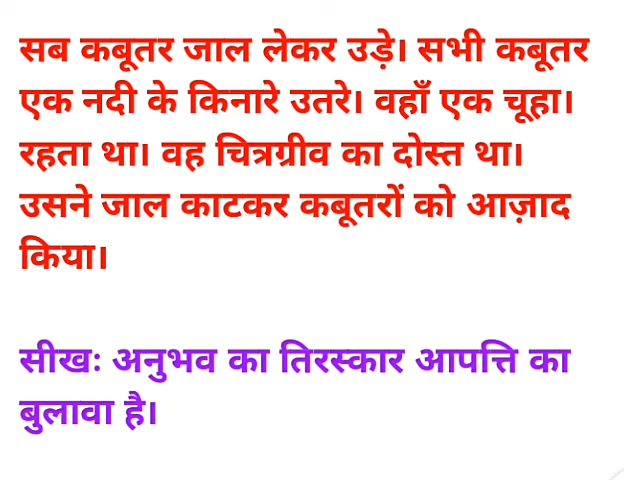 सब कबूतर जाल लेकर उड़े। सभी कबूतर
एक नदी के किनारे उतरे। वहाँ एक चूहा।
रहता था। वह चित्रग्रीव का दोस्त था।
उसने जाल काटकर कबूतरों को आज़ाद
किया।
सीखः अनुभव का तिरस्कार आपत्ति का
बुलावा है।